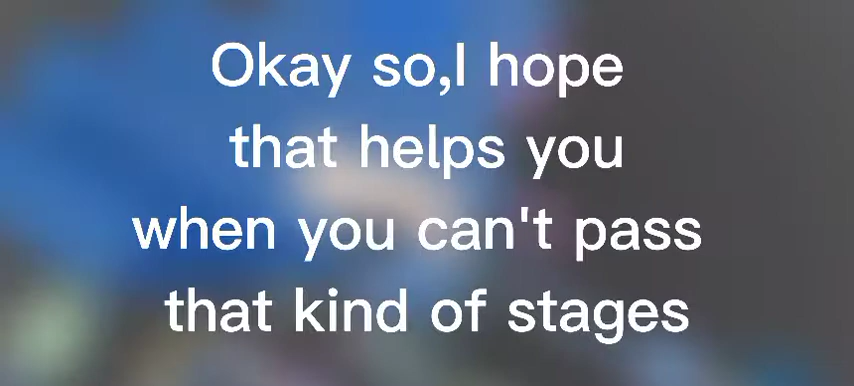 Okay so,I hope
that helps you
when you can't pass
that kind of stages